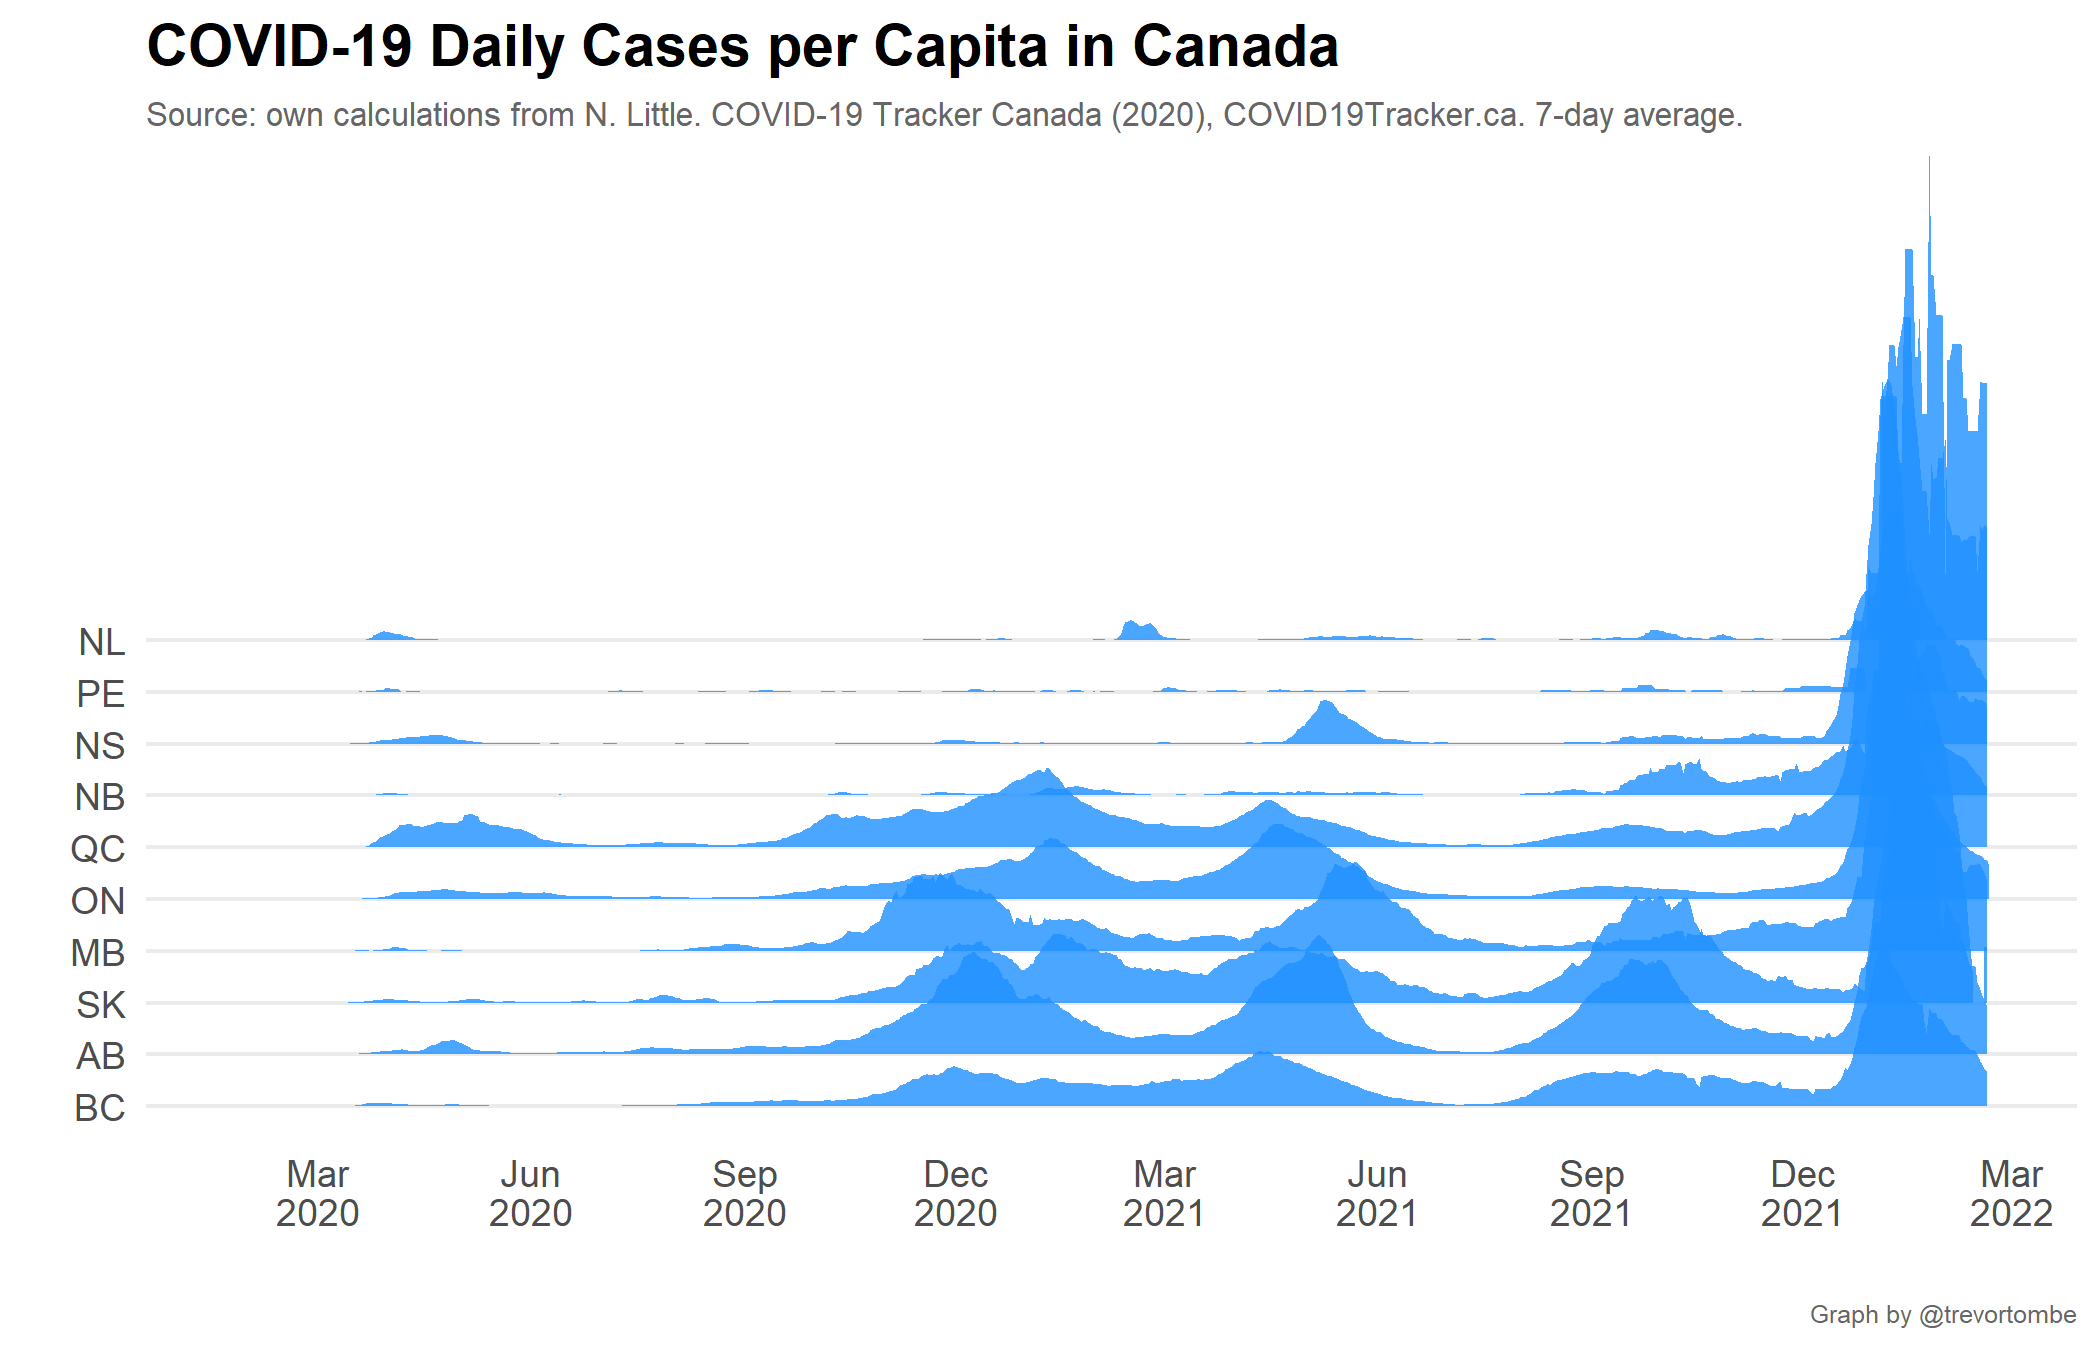 COVID-19 Daily Cases per Capita in Canada
Source: own calculations from N. Little. COVID-19 Tracker Canada (2020), COVID19Tracker.ca. 7-day average.
NL
PE
NS
NB
QC
ON
MB
SK
AB
BC
Mar 2020
Jun 2020
Sep 2020
Dec 2020
Mar 2021
Jun 2021
Sep 2021
Dec 2021
Mar 2022
Graph by @trevortombe